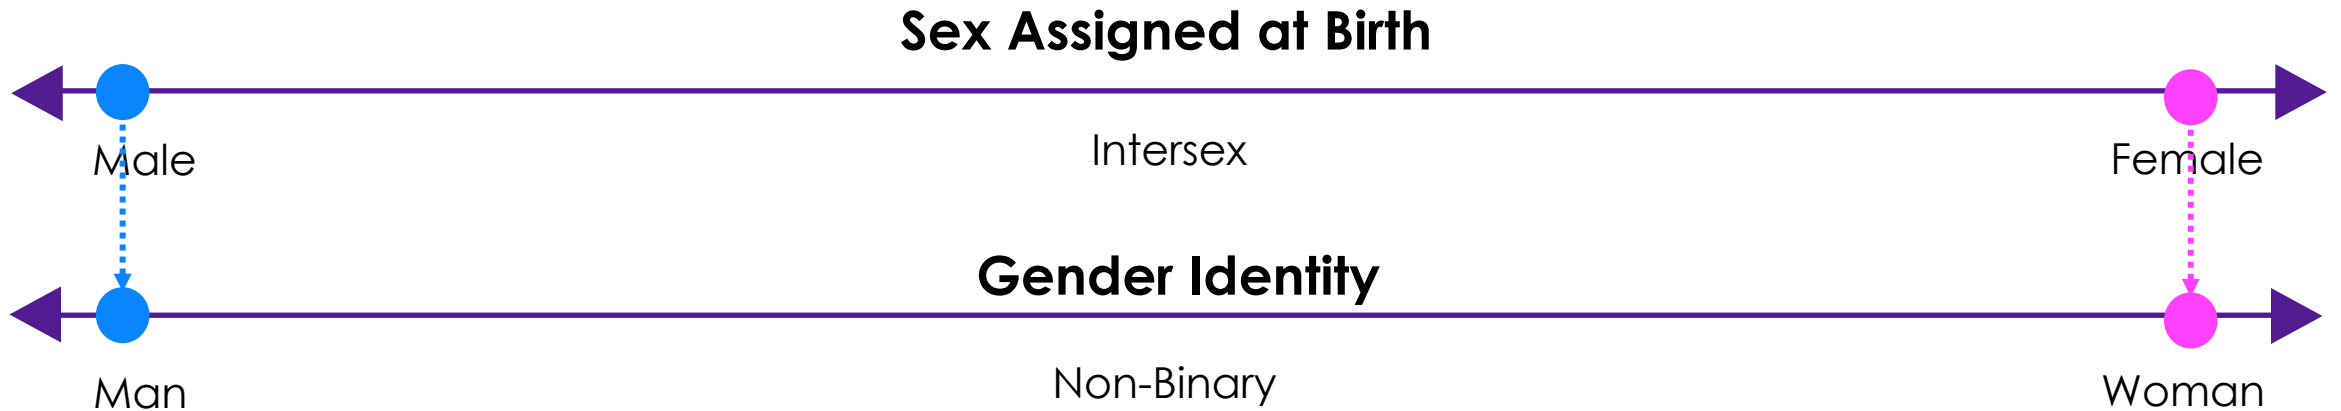 Sex Assigned at Birth
Male
Intersex
Female
Gender Identity
Man
Non-Binary
Woman